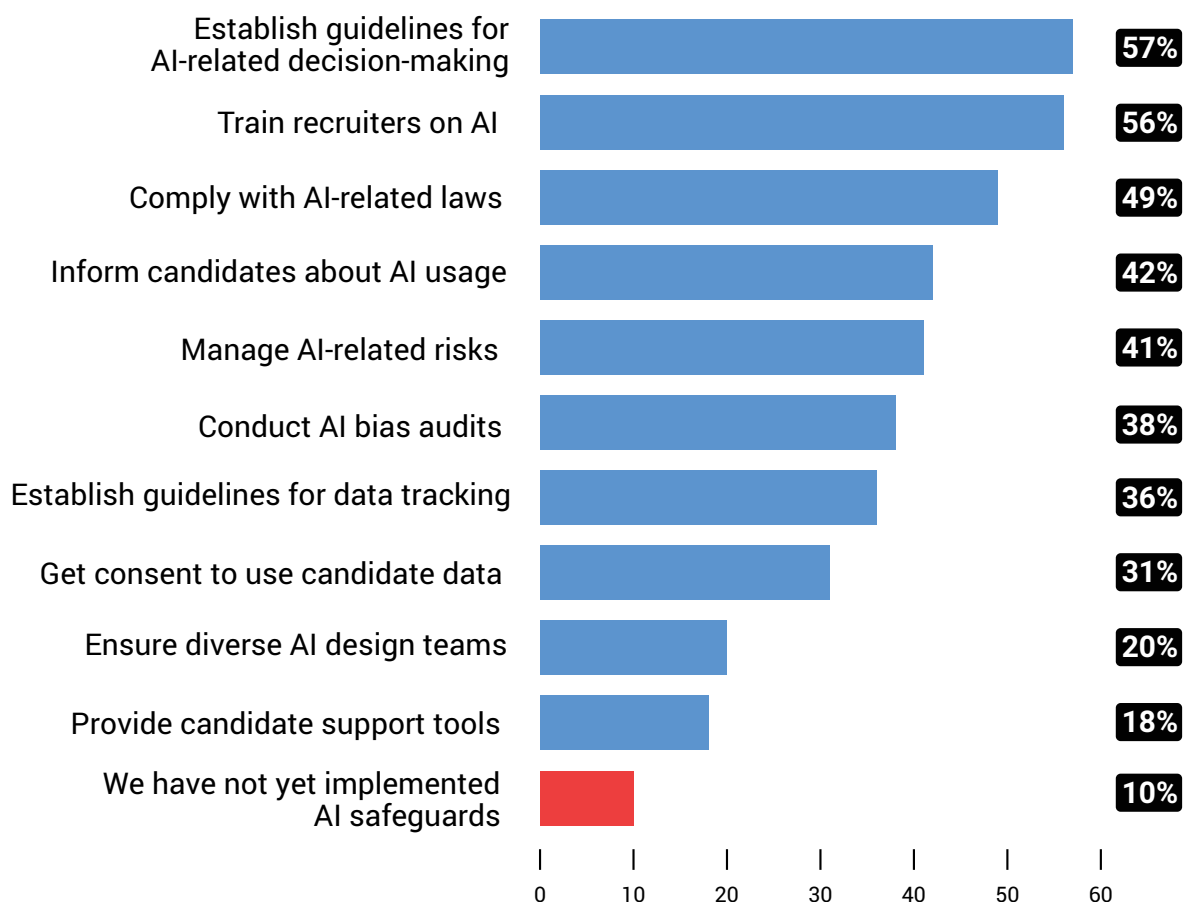 Establish guidelines for
AI-related decision-making
57%
Train recruiters on AI
56%
Comply with AI-related laws
49%
Inform candidates about AI usage
42%
Manage AI-related risks
41%
Conduct AI bias audits
38%
Establish guidelines for data tracking
36%
Get consent to use candidate data
31%
Ensure diverse AI design teams
20%
Provide candidate support tools
18%
We have not yet implemented
AI safeguards
10%
0 10 20 30 40 50 60